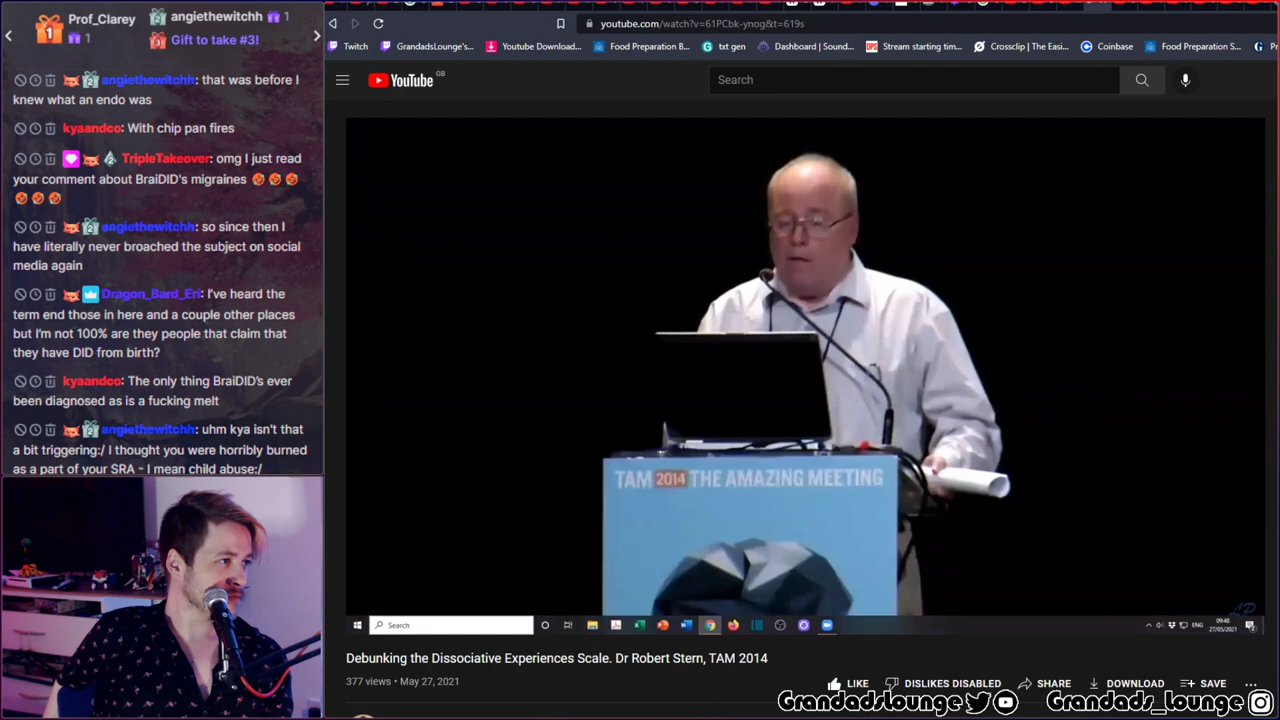 Prof_Clarey
1
1
angiethewitchh 1
Gift to take #3!
angiethewitchh: that was before I
knew what an endo was
kyaandco: With chip pan fires
TripleTakeover: omg I just read
your comment about BraiDID's migraines
angiethewitchh: so since then I
have literally never broached the subject on social
media again
Dragon_Bard_Eri: I've heard the
term end those in here and a couple other places
but I'm not 100% are they people that claim that
they have DID from birth?
kyaandco: The only thing BraiDID's ever
been diagnosed as is a fucking melt
angiethewitchh: uhm kya isn't that
a bit triggering:/ I thought you were horribly burned
as a part of your SRA - I mean child abuse:/
youtube.com/watch?v=61PCbk-ynog&t=619s
Twitch
GrandadsLounge's...
Youtube Download...
Food Preparation B...
txt gen
Dashboard | Sound...
Stream starting tim...
Crossclip | The Easi...
Coinbase
Food Preparation S...
YouTube GB
Search
TAM 2014 THE AMAZING MEETING
Search
ENG
09:48
27/05/2021
Debunking the Dissociative Experiences Scale. Dr Robert Stern, TAM 2014
377 views • May 27, 2021
LIKE
DISLIKES DISABLED
SHARE
DOWNLOAD
SAVE
Grandadslounge
Grandads_lounge